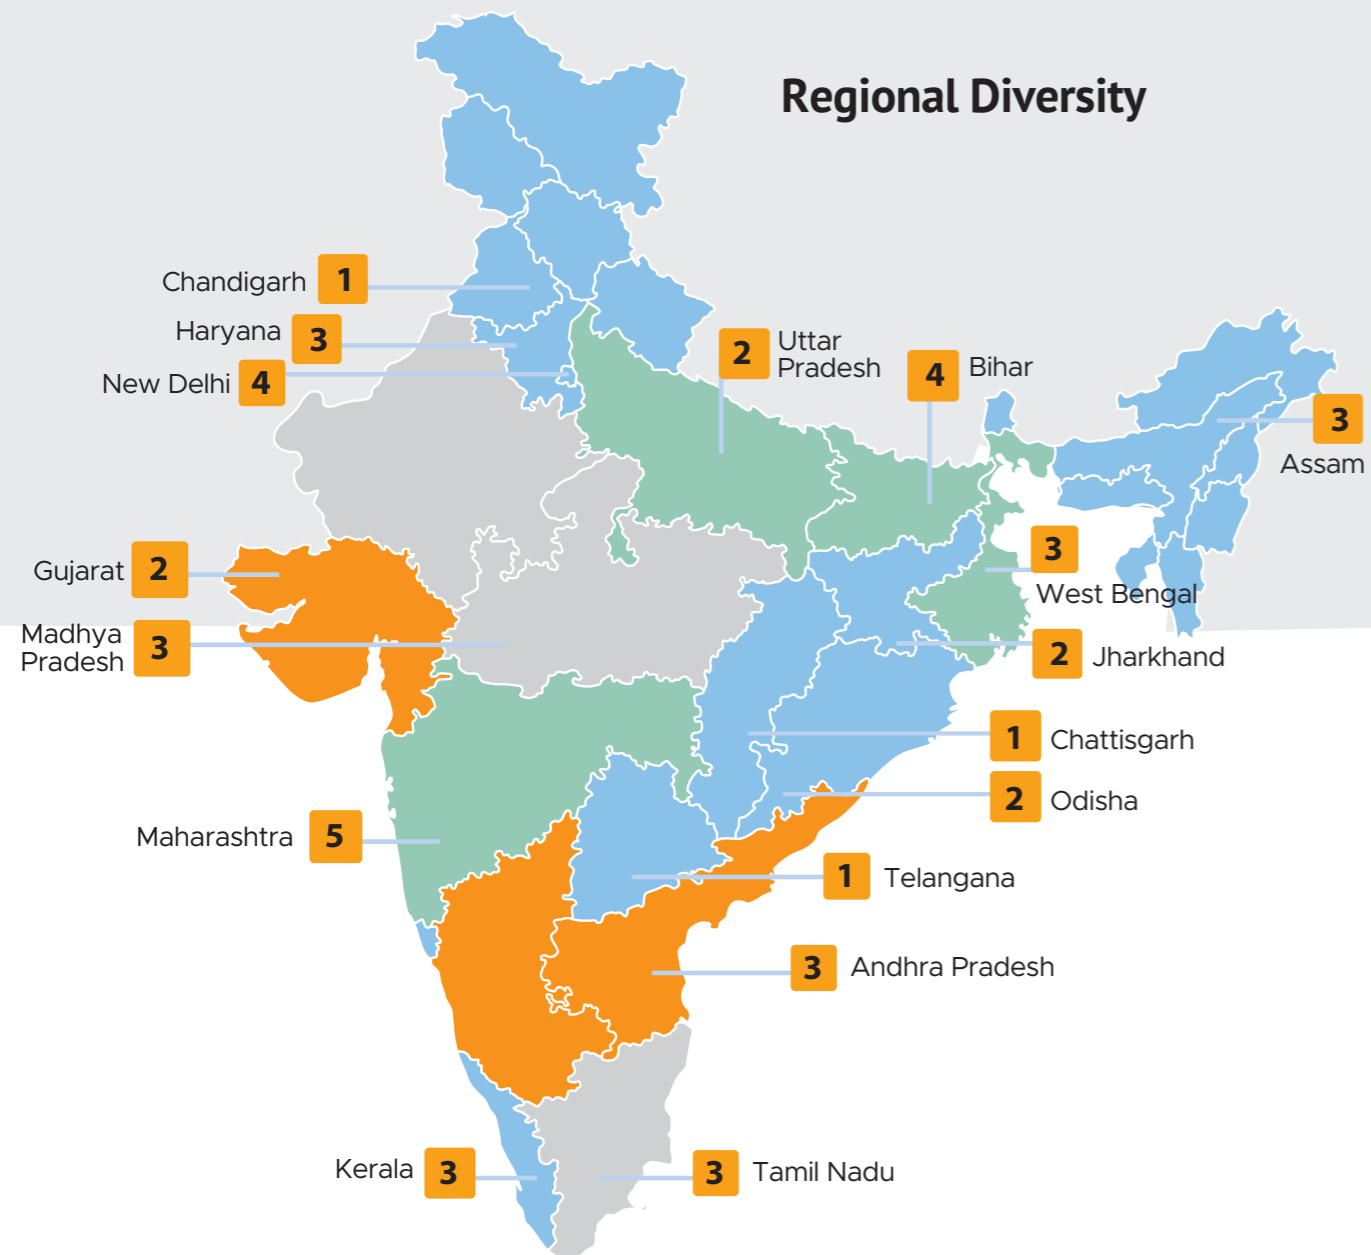 Regional Diversity
Chandigarh 1
Haryana 3
New Delhi 4
2 Uttar
Pradesh
4 Bihar
3
Assam
Gujarat 2
3
West Bengal
Madhya
Pradesh 3
2 Jharkhand
1 Chattisgarh
2 Odisha
Maharashtra 5
1 Telangana
3 Andhra Pradesh
Kerala 3
3 Tamil Nadu